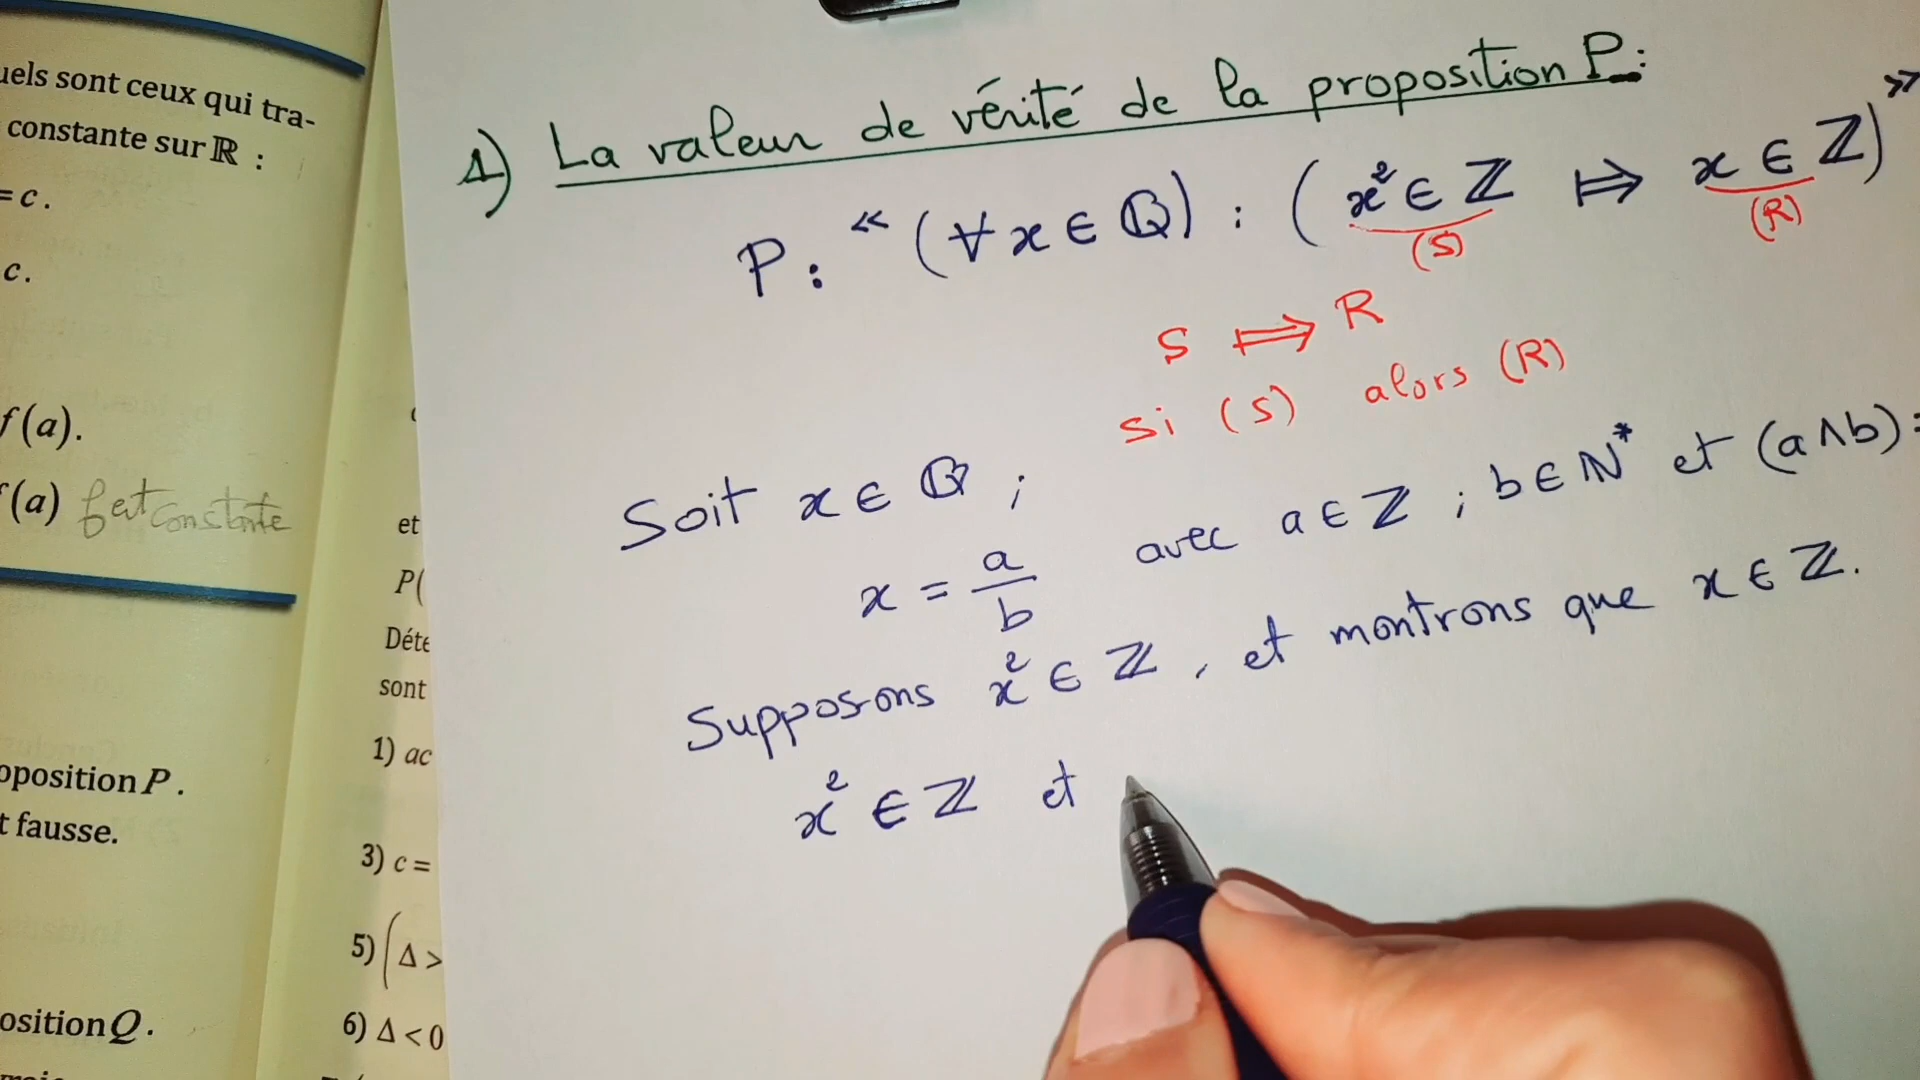 uels sont ceux qui tra-
constante sur ℝ :
= c.
c.
f(a).
(a) f est constante
oposition P.
t fausse.
osition Q.
et
P(
Déte
sont
1) ac
3) c =
5) (Δ >
6) Δ < 0
1) La valeur de vérité de la proposition P:
P: « (∀x ∈ ℚ) : ( x² ∈ ℤ ⟹ x ∈ ℤ) »
(S) (R)
S ⟹ R
si (S) alors (R)
Soit x ∈ ℚ ;
x = a/b avec a ∈ ℤ ; b ∈ ℕ* et (a∧b) =
Supposons x² ∈ ℤ, et montrons que x ∈ ℤ.
x² ∈ ℤ et